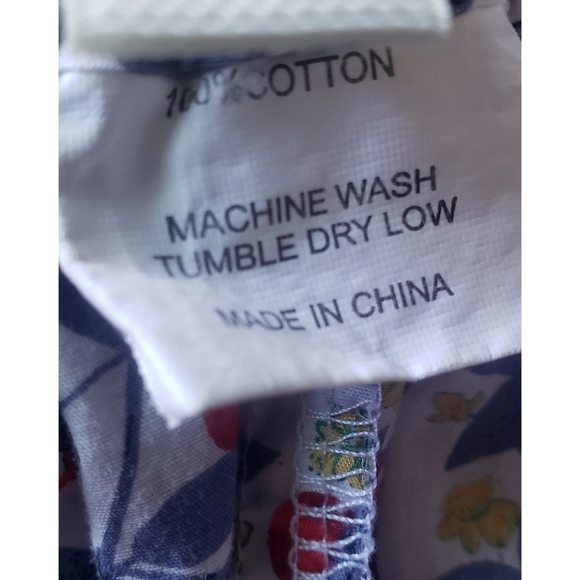 100% COTTON
MACHINE WASH
TUMBLE DRY LOW
MADE IN CHINA